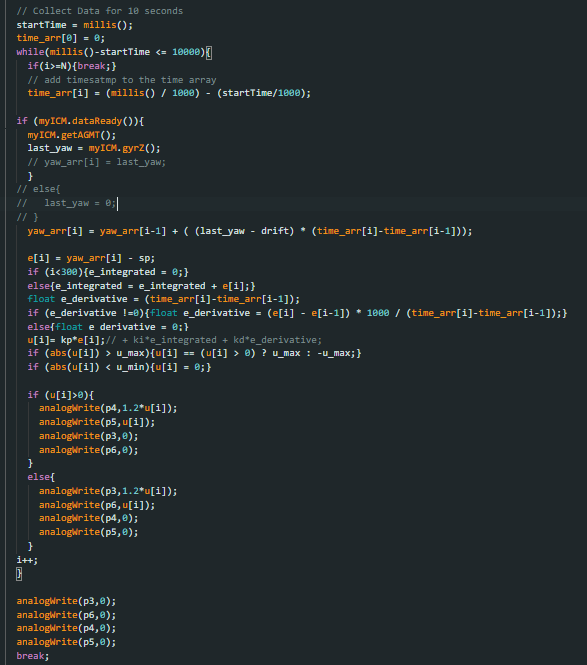 // Collect Data for 10 seconds
startTime = millis();
time_arr[0] = 0;
while(millis()-startTime <= 10000){
if(i>=N){break;}
// add timesatmp to the time array
time_arr[i] = (millis() / 1000) - (startTime/1000);
if (myICM.dataReady()){
myICM.getAGMT();
last_yaw = myICM.gyrZ();
// yaw_arr[i] = last_yaw;
}
// else{
//   last_yaw = 0;
// }
yaw_arr[i] = yaw_arr[i-1] + ( (last_yaw - drift) * (time_arr[i]-time_arr[i-1]));
e[i] = yaw_arr[i] - sp;
if (i<300){e_integrated = 0;}
else{e_integrated = e_integrated + e[i];}
float e_derivative = (time_arr[i]-time_arr[i-1]);
if (e_derivative !=0){float e_derivative = (e[i] - e[i-1]) * 1000 / (time_arr[i]-time_arr[i-1]);}
else{float e derivative = 0;}
u[i]= kp*e[i];// + ki*e_integrated + kd*e_derivative;
if (abs(u[i]) > u_max){u[i] == (u[i] > 0) ? u_max : -u_max;}
if (abs(u[i]) < u_min){u[i] = 0;}
if (u[i]>0){
analogWrite(p4,1.2*u[i]);
analogWrite(p5,u[i]);
analogWrite(p3,0);
analogWrite(p6,0);
}
else{
analogWrite(p3,1.2*u[i]);
analogWrite(p6,u[i]);
analogWrite(p4,0);
analogWrite(p5,0);
}
i++;
}
analogWrite(p3,0);
analogWrite(p6,0);
analogWrite(p4,0);
analogWrite(p5,0);
break;